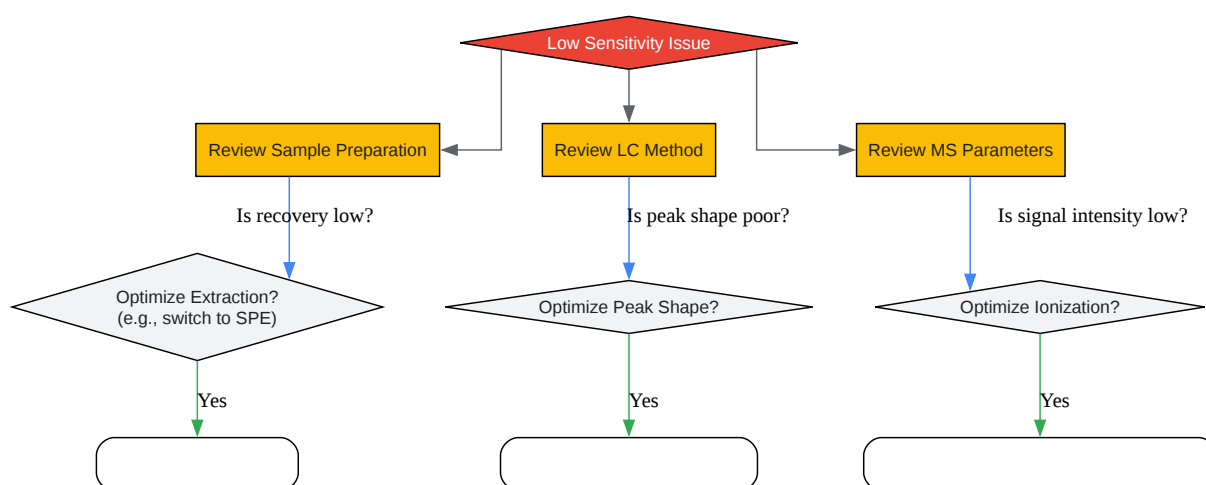 Low Sensitivity Issue
Review Sample Preparation
Review LC Method
Review MS Parameters
Is recovery low?
Is peak shape poor?
Is signal intensity low?
Optimize Extraction?
(e.g., switch to SPE)
Optimize Peak Shape?
Optimize Ionization?
Yes
Yes
Yes